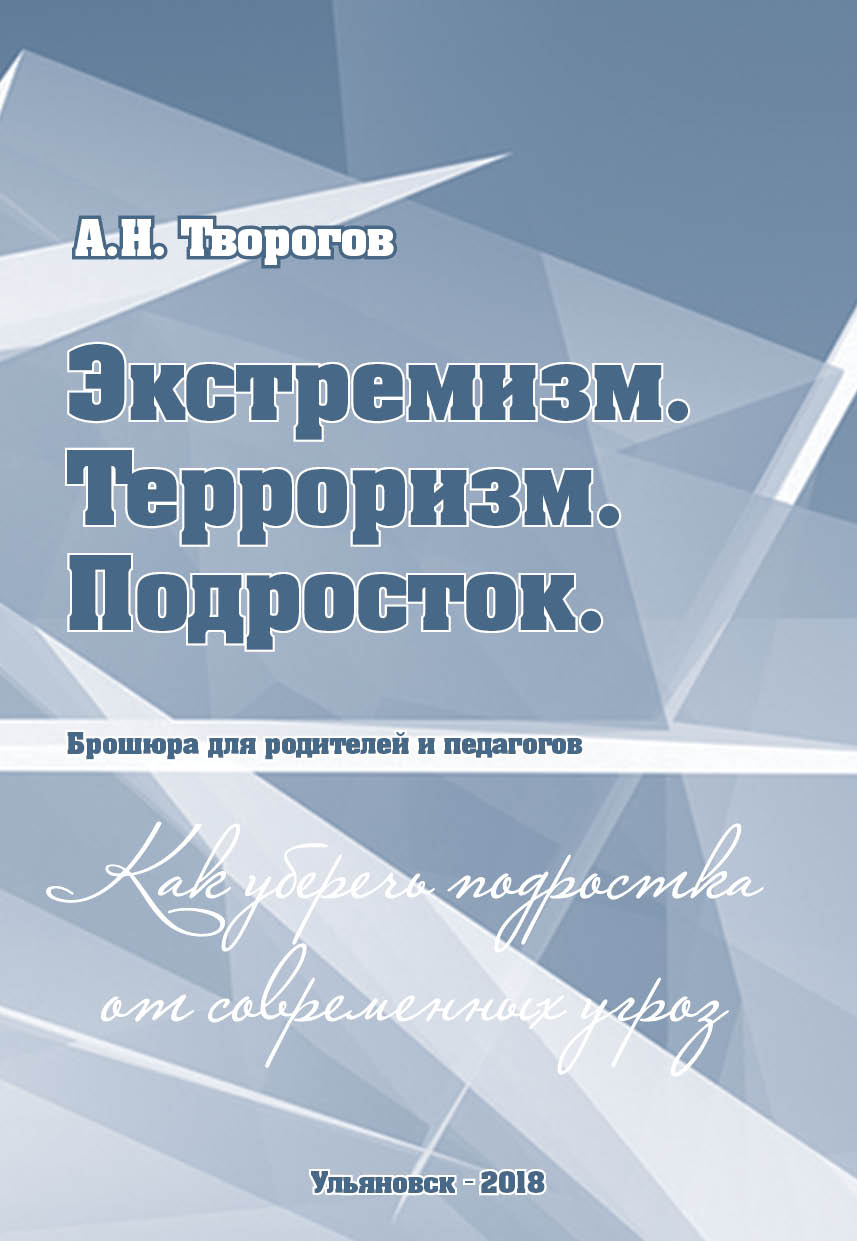 А.Н. Творогов
Экстремизм.
Терроризм.
Подросток.
Брошюра для родителей и педагогов
Как уберечь подростка
от современных угроз
Ульяновск - 2018